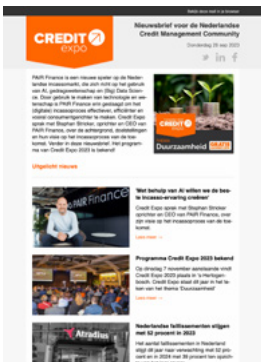 Bekijk deze mail in je browser
CREDIT
expo
Nieuwsbrief voor de Nederlandse
Credit Management Community
Donderdag 28 sep 2023
PAIR Finance is een nieuwe speler op de Neder-
landse incassomarkt, die zich richt op het gebruik
van AI, gedragswetenschap en (Big) Data Scien-
ce. Door gebruik te maken van technologie en we-
tenschap is PAIR Finance erin geslaagd om het
(digitale) incassoproces effectiever, efficiënter en
vooral consumentgerichter te maken. Credit Expo
sprak met Stephan Stricker, oprichter en CEO van
PAIR Finance, over de achtergrond, doelstellingen
en hun visie op het incassoproces van de toe-
komst. Verder in deze nieuwsbrief: Het program-
ma van Credit Expo 2023 is bekend!
CREDIT
expo
Duurzaamheid
GRATIS
Uitgelicht nieuws
PAIR Finance
'Met behulp van AI willen we de bes-
te incasso-ervaring creëren'
Credit Expo sprak met Stephan Stricker
oprichter en CEO van PAIR Finance, over
zijn visie op het incassoproces van de toe-
komst.
Lees meer →
Programma Credit Expo 2023 bekend
Op dinsdag 7 november aanstaande vindt
Credit Expo 2023 plaats in 's-Hertogen-
bosch. Credit Expo staat dit jaar in het te-
ken van het thema 'Duurzaamheid'
Lees meer →
Atradius
Nederlandse faillissementen stijgen
met 52 procent in 2023
Het aantal faillissementen in Nederland
stijgt dit jaar naar verwachting met 52 pro-
cent en in 2024 met 36 procent ten opzich-